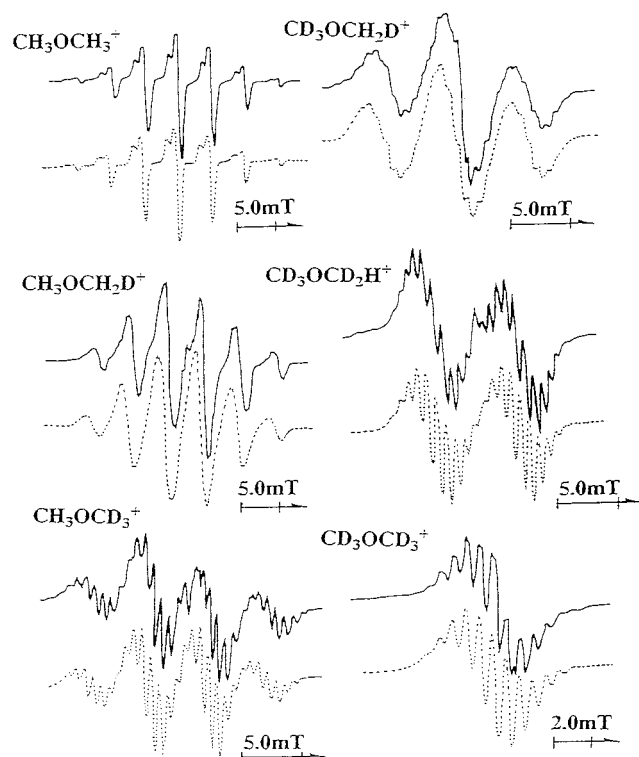 CH₃OCH₃⁺
CD₃OCH₂D⁺
5.0mT
5.0mT
CH₃OCH₂D⁺
CD₃OCD₂H⁺
5.0mT
5.0mT
CH₃OCD₃⁺
CD₃OCD₃⁺
5.0mT
2.0mT